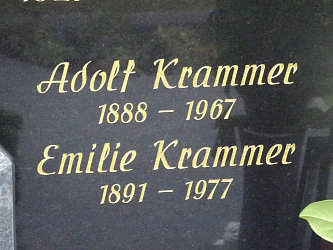 Adolf Krammer
1888 – 1967
Emilie Krammer
1891 – 1977